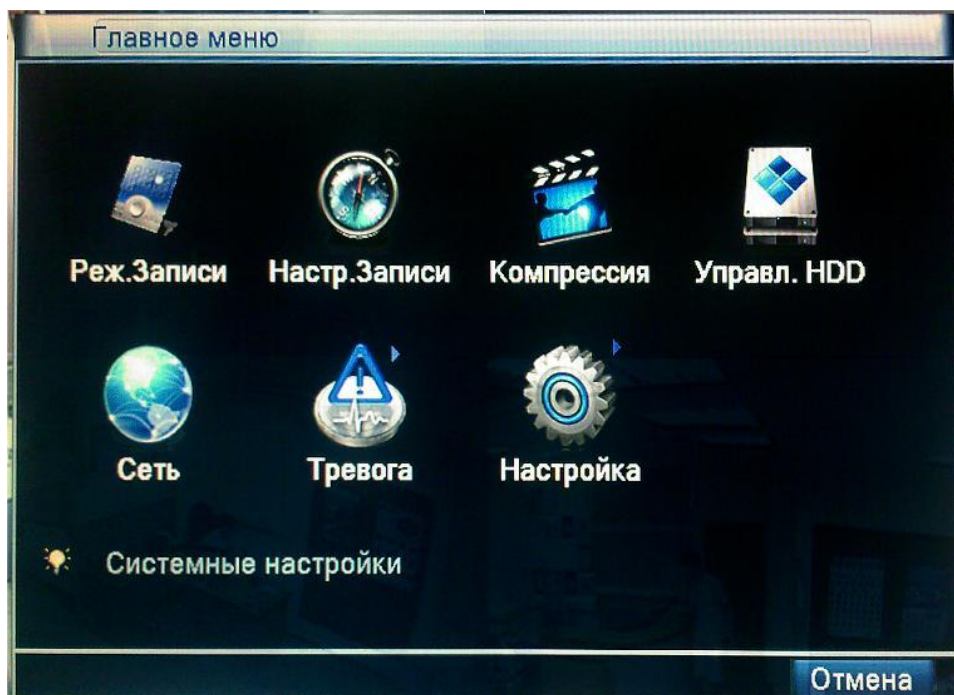 Главное меню
Реж.Записи Настр.Записи Компрессия Управл. HDD
Сеть Тревога Настройка
Системные настройки
Отмена